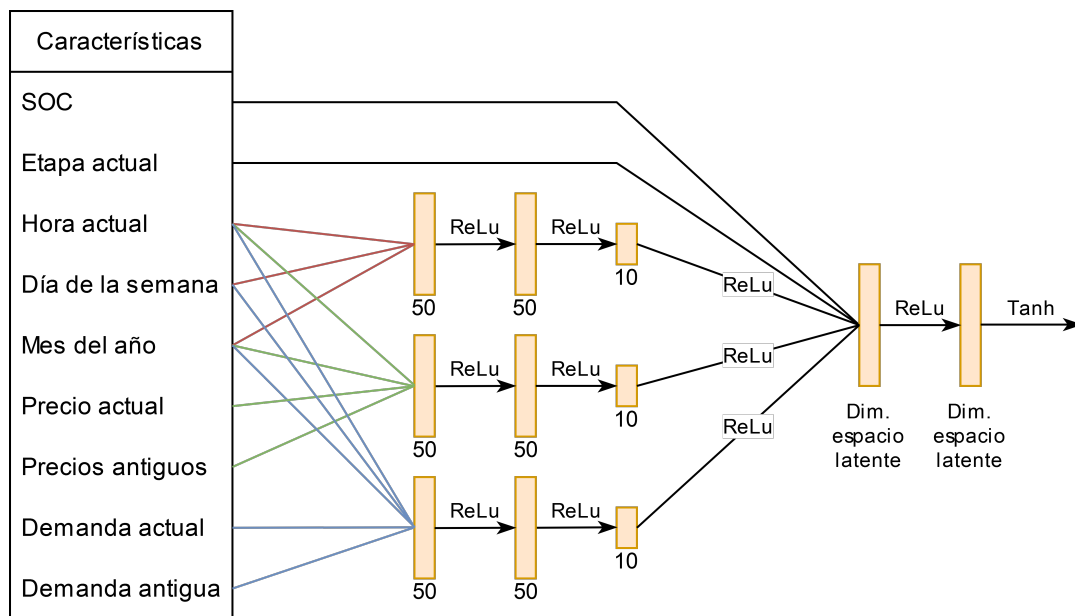 Características
SOC
Etapa actual
Hora actual
Día de la semana
Mes del año
Precio actual
Precios antiguos
Demanda actual
Demanda antigua
ReLu
ReLu
50
50
10
ReLu
ReLu
ReLu
50
50
10
ReLu
ReLu
ReLu
50
50
10
ReLu
ReLu
Tanh
Dim.
espacio
latente
Dim.
espacio
latente